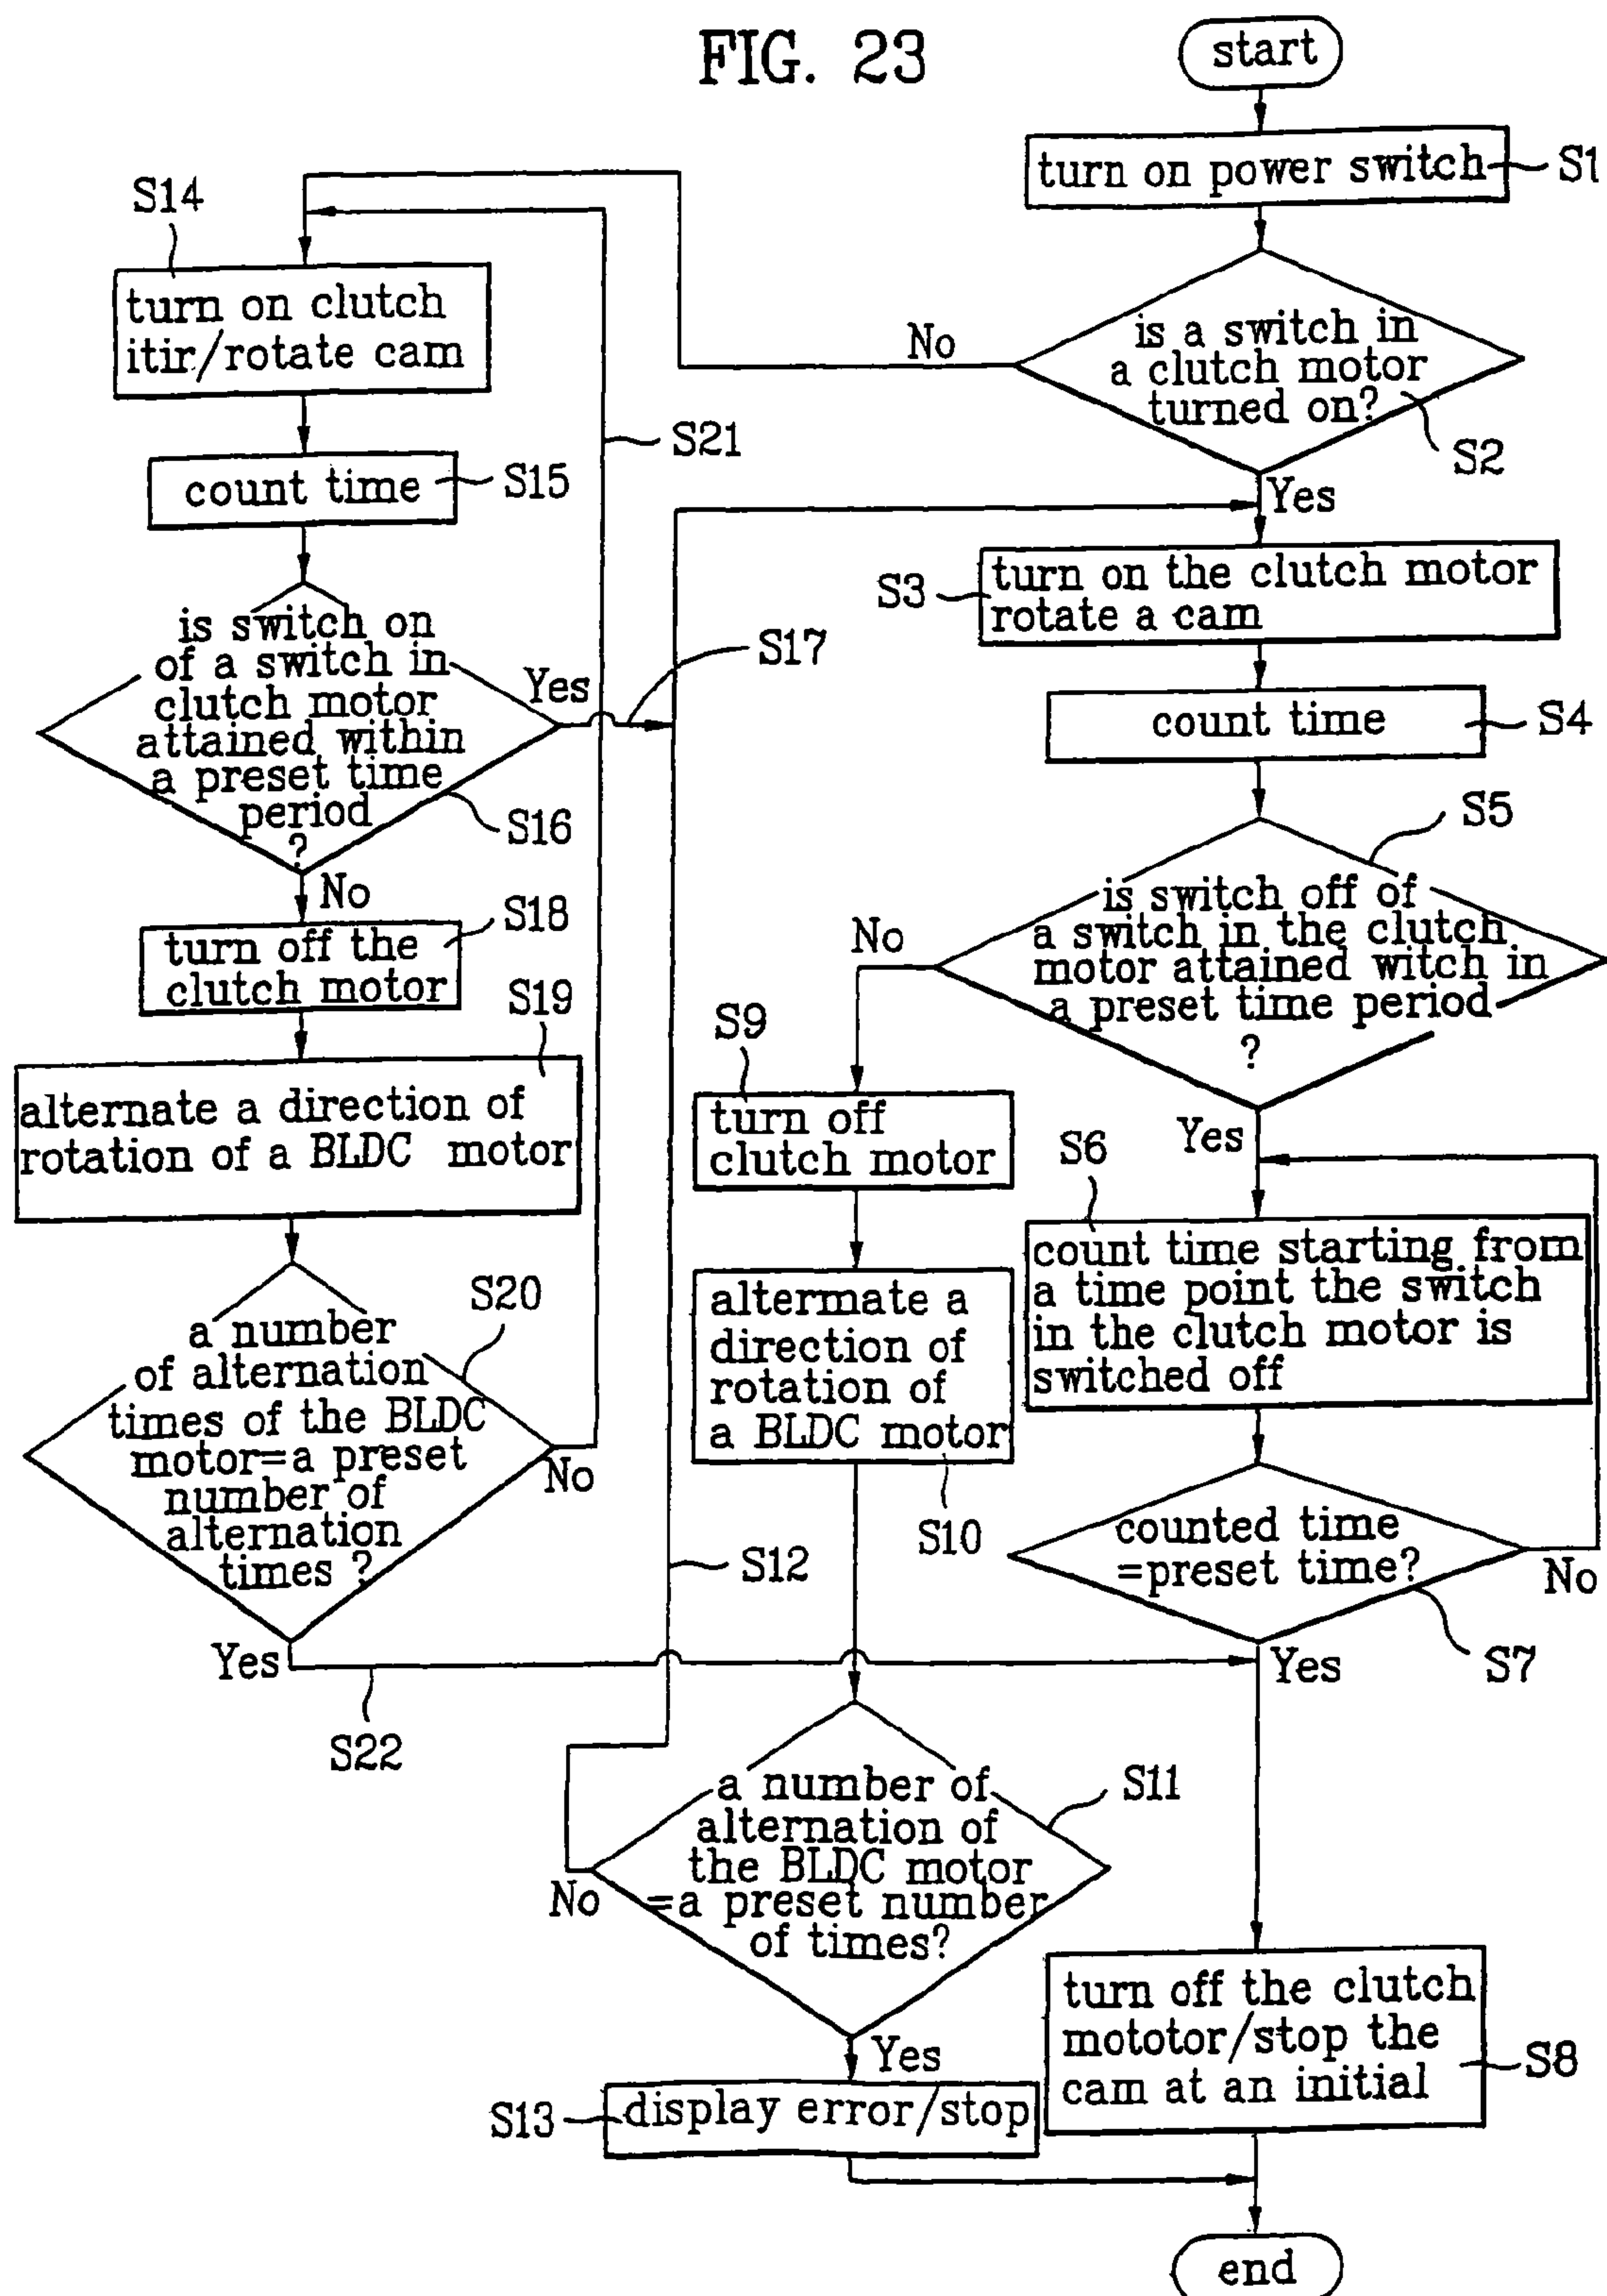 FIG. 23
start
turn on power switch
S1
is a switch in
a clutch motor
turned on?
S2
No
Yes
S3
turn on the clutch motor
rotate a cam
count time
S4
S5
is switch off of
a switch in the clutch
motor attained witch in
a preset time period
?
No
Yes
S6
count time starting from
a time point the switch
in the clutch motor is
switched off
counted time
=preset time?
No
S7
Yes
turn off the clutch
mototor/stop the
cam at an initial
S8
end
S9
turn off
clutch motor
altermate a
direction of
rotation of
a BLDC motor
S10
S11
a number of
alternation of
the BLDC motor
=a preset number
of times?
No
S12
Yes
S13
display error/stop
S14
turn on clutch
itir/rotate cam
count time
S15
is switch on
of a switch in
clutch motor
attained within
a preset time
period
?
S16
Yes
S17
No
turn off the
clutch motor
S18
S19
alternate a direction of
rotation of a BLDC motor
S20
a number
of alternation
times of the BLDC
motor=a preset
number of
alternation
times ?
No
S21
Yes
S22